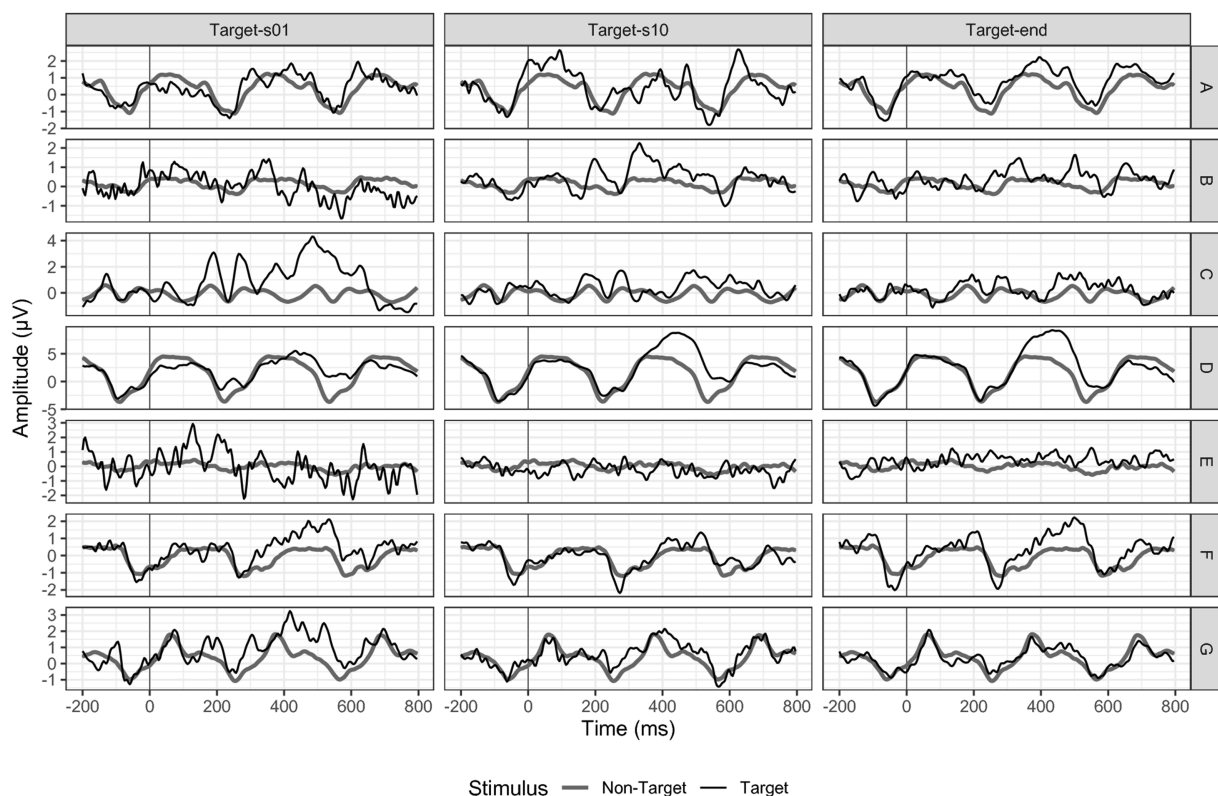 Target-s01 Target-s10 Target-end
2
1
0
-1
-2
A
2
1
0
-1
B
4
2
0
C
5
0
-5
D
3
2
1
0
-1
-2
E
2
1
0
-1
-2
F
3
2
1
0
-1
G
Amplitude (μV)
-200 0 200 400 600 800 -200 0 200 400 600 800 -200 0 200 400 600 800
Time (ms)
Stimulus Non-Target Target